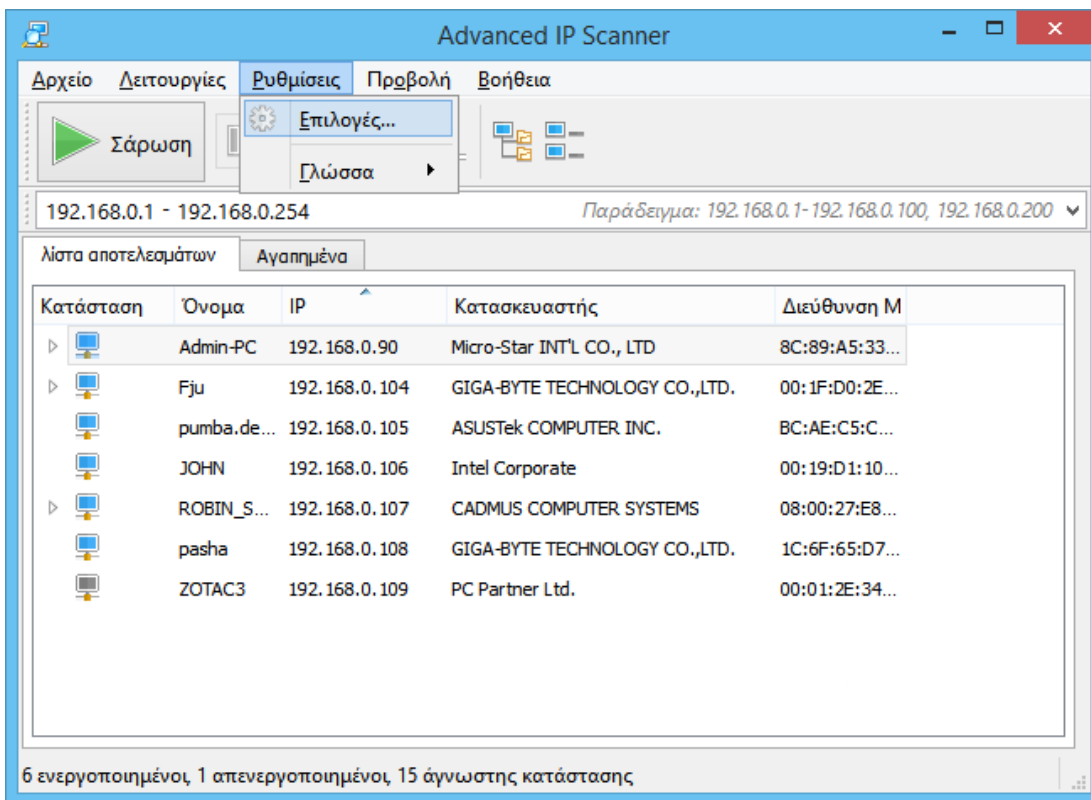 Advanced IP Scanner
Αρχείο Λειτουργίες Ρυθμίσεις Προβολή Βοήθεια
Επιλογές...
Σάρωση
Γλώσσα
192.168.0.1 - 192.168.0.254 Παράδειγμα: 192.168.0.1-192.168.0.100, 192.168.0.200
λίστα αποτελεσμάτων Αγαπημένα
Κατάσταση Όνομα IP Κατασκευαστής Διεύθυνση M
Admin-PC 192.168.0.90 Micro-Star INT'L CO., LTD 8C:89:A5:33...
Fju 192.168.0.104 GIGA-BYTE TECHNOLOGY CO.,LTD. 00:1F:D0:2E...
pumba.de... 192.168.0.105 ASUSTek COMPUTER INC. BC:AE:C5:C...
JOHN 192.168.0.106 Intel Corporate 00:19:D1:10...
ROBIN_S... 192.168.0.107 CADMUS COMPUTER SYSTEMS 08:00:27:E8...
pasha 192.168.0.108 GIGA-BYTE TECHNOLOGY CO.,LTD. 1C:6F:65:D7...
ZOTAC3 192.168.0.109 PC Partner Ltd. 00:01:2E:34...
6 ενεργοποιημένοι, 1 απενεργοποιημένοι, 15 άγνωστης κατάστασης